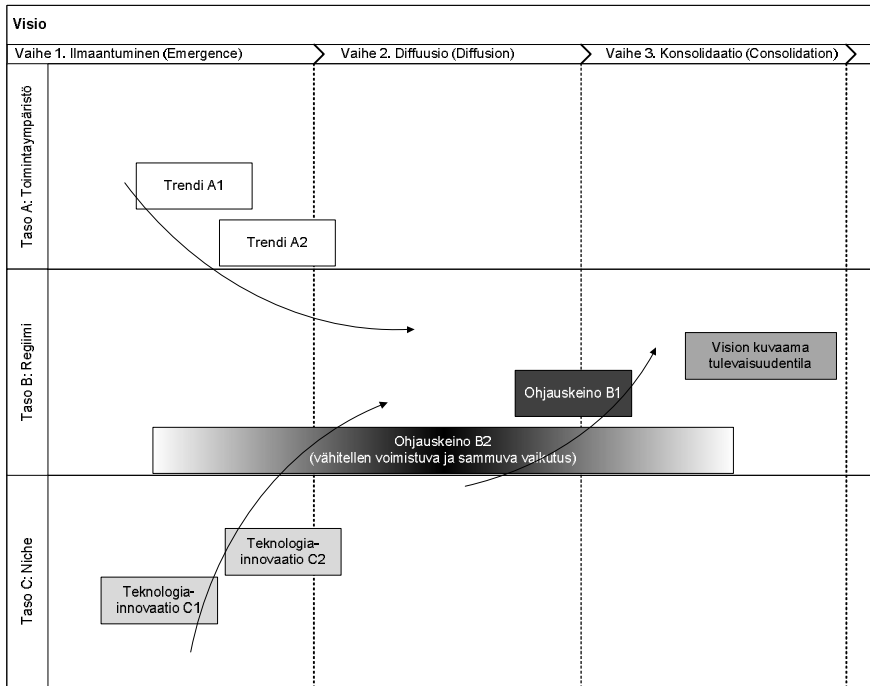 Visio
Vaihe 1. Ilmaantuminen (Emergence)
Vaihe 2. Diffuusio (Diffusion)
Vaihe 3. Konsolidaatio (Consolidation)
Taso A: Toimintaympäristö
Trendi A1
Trendi A2
Taso B: Regiimi
Vision kuvaama
tulevaisuudentila
Ohjauskeino B1
Ohjauskeino B2
(vähitellen voimistuva ja sammuva vaikutus)
Taso C: Niche
Teknologia-
innovaatio C2
Teknologia-
innovaatio C1